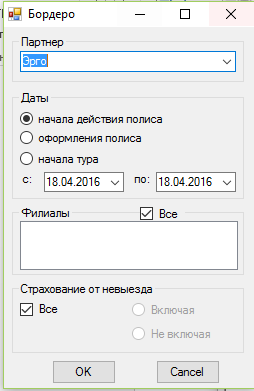 Бордеро
Партнер
Эрго
Даты
начала действия полиса
оформления полиса
начала тура
с: 18.04.2016 по: 18.04.2016
Филиалы Все
Страхование от невыезда
Все Включая
Не включая
OK Cancel